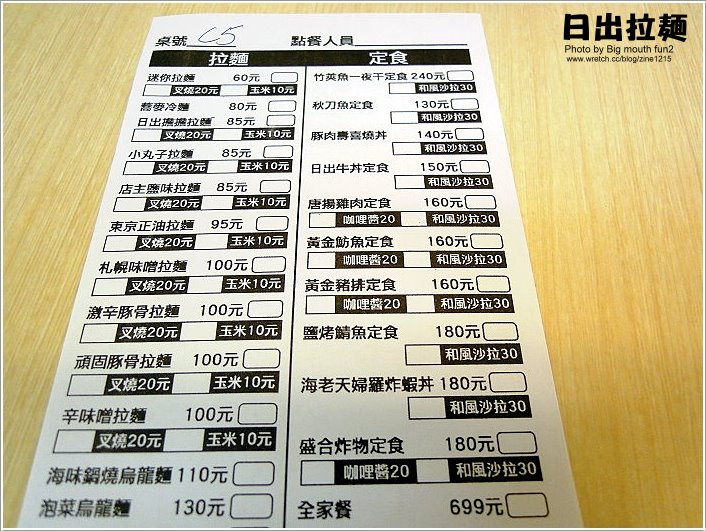 日出拉麵
Photo by Big mouth fun2
www.wretch.cc/blog/zine1215
桌號 C5 點餐人員
拉麵
迷你拉麵 60元
叉燒20元 玉米10元
蕎麥冷麵 80元
日出擔擔拉麵 85元
叉燒20元 玉米10元
小丸子拉麵 85元
叉燒20元 玉米10元
店主鹽味拉麵 85元
叉燒20元 玉米10元
東京正油拉麵 95元
叉燒20元 玉米10元
札幌味噌拉麵 100元
叉燒20元 玉米10元
激辛豚骨拉麵 100元
叉燒20元 玉米10元
頑固豚骨拉麵 100元
叉燒20元 玉米10元
辛味噌拉麵 100元
叉燒20元 玉米10元
海味鍋燒烏龍麵 110元
泡菜烏龍麵 130元
定食
竹莢魚一夜干定食 240元
和風沙拉30
秋刀魚定食 130元
和風沙拉30
豚肉壽喜燒丼 140元
和風沙拉30
日出牛丼定食 150元
和風沙拉30
唐揚雞肉定食 160元
咖哩醬20 和風沙拉30
黃金魴魚定食 160元
咖哩醬20 和風沙拉30
黃金豬排定食 160元
咖哩醬20 和風沙拉30
鹽烤鯖魚定食 180元
和風沙拉30
海老天婦羅炸蝦丼 180元
和風沙拉30
盛合炸物定食 180元
咖哩醬20 和風沙拉30
全家餐 699元